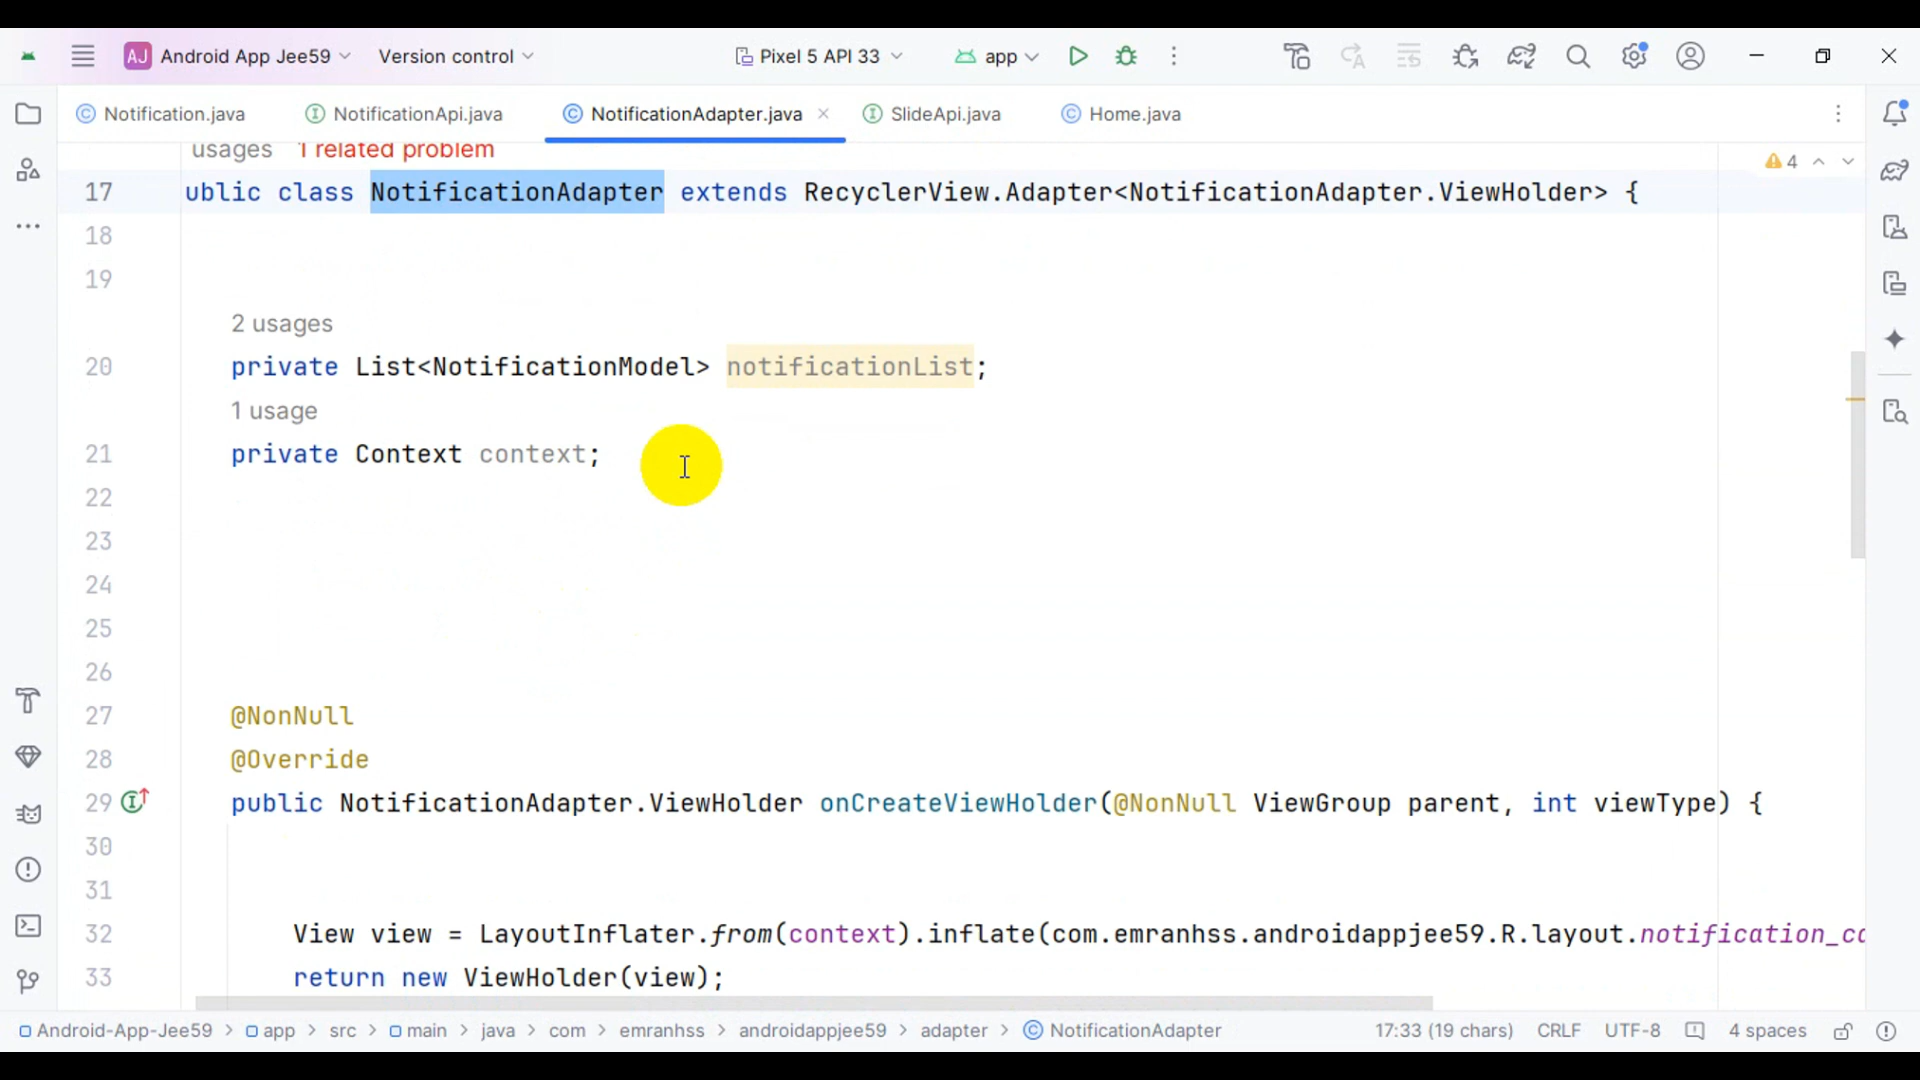 AJ Android App Jee59 Version control Pixel 5 API 33 app
Notification.java NotificationApi.java NotificationAdapter.java SlideApi.java Home.java
usages 1 related problem
4
17 ublic class NotificationAdapter extends RecyclerView.Adapter<NotificationAdapter.ViewHolder> {
18
19
2 usages
20 private List<NotificationModel> notificationList;
1 usage
21 private Context context;
22
23
24
25
26
27 @NonNull
28 @Override
29 public NotificationAdapter.ViewHolder onCreateViewHolder(@NonNull ViewGroup parent, int viewType) {
30
31
32 View view = LayoutInflater.from(context).inflate(com.emranhss.androidappjee59.R.layout.notification_ca
33 return new ViewHolder(view);
Android-App-Jee59 > app > src > main > java > com > emranhss > androidappjee59 > adapter > NotificationAdapter 17:33 (19 chars) CRLF UTF-8 4 spaces